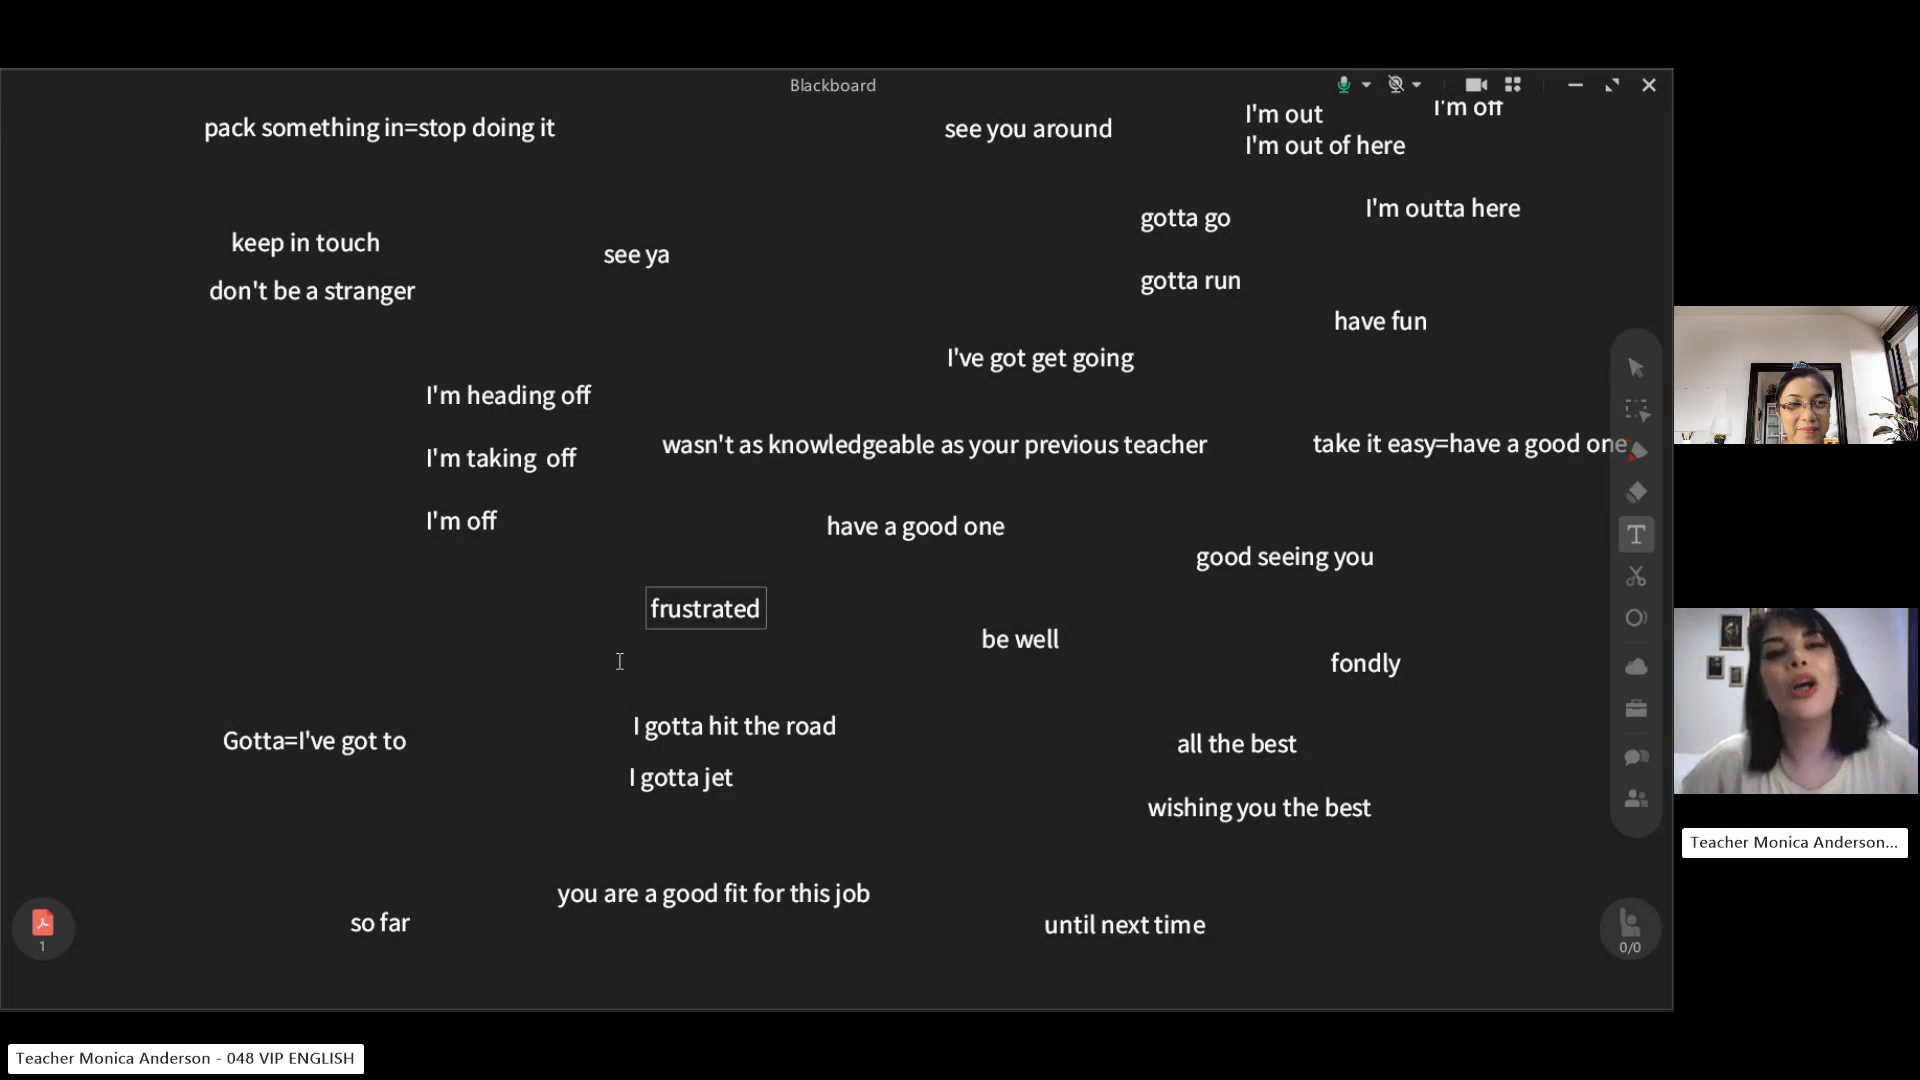 Blackboard
pack something in=stop doing it
see you around
I'm out
I'm off
I'm out of here
gotta go
I'm outta here
keep in touch
see ya
don't be a stranger
gotta run
have fun
I've got get going
I'm heading off
wasn't as knowledgeable as your previous teacher
take it easy=have a good one
I'm taking off
I'm off
have a good one
good seeing you
frustrated
be well
fondly
I gotta hit the road
Gotta=I've got to
all the best
I gotta jet
wishing you the best
you are a good fit for this job
so far
until next time
1
0/0
Teacher Monica Anderson...
Teacher Monica Anderson - 048 VIP ENGLISH